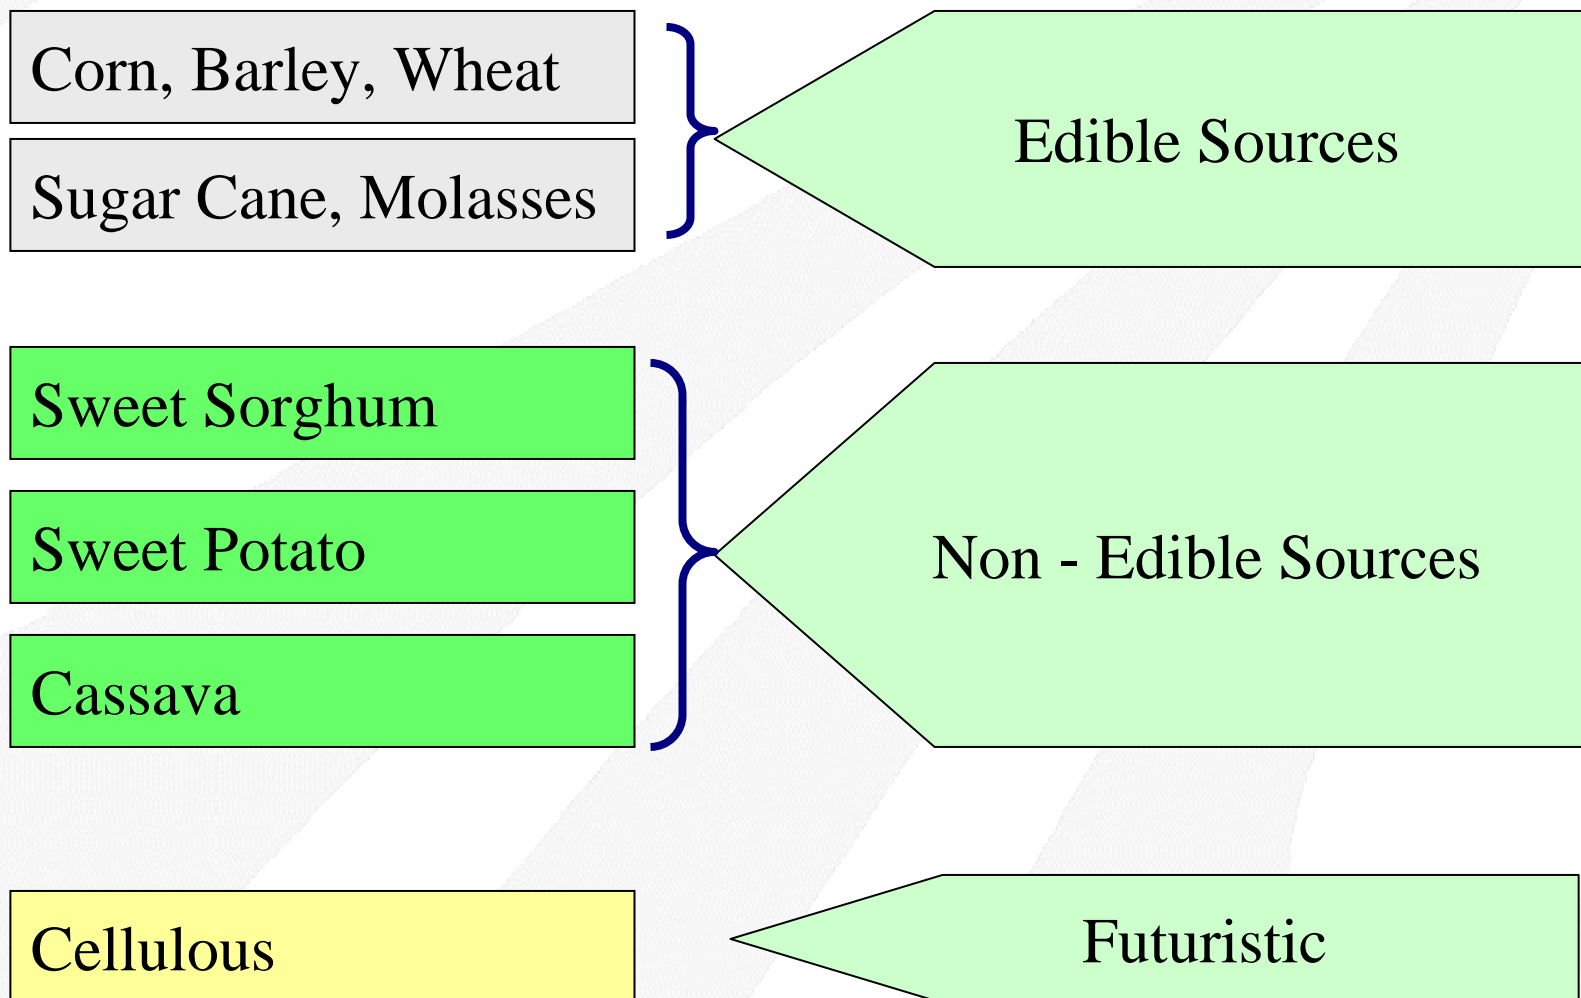 Corn, Barley, Wheat
Sugar Cane, Molasses
Edible Sources
Sweet Sorghum
Sweet Potato
Cassava
Non - Edible Sources
Cellulous
Futuristic